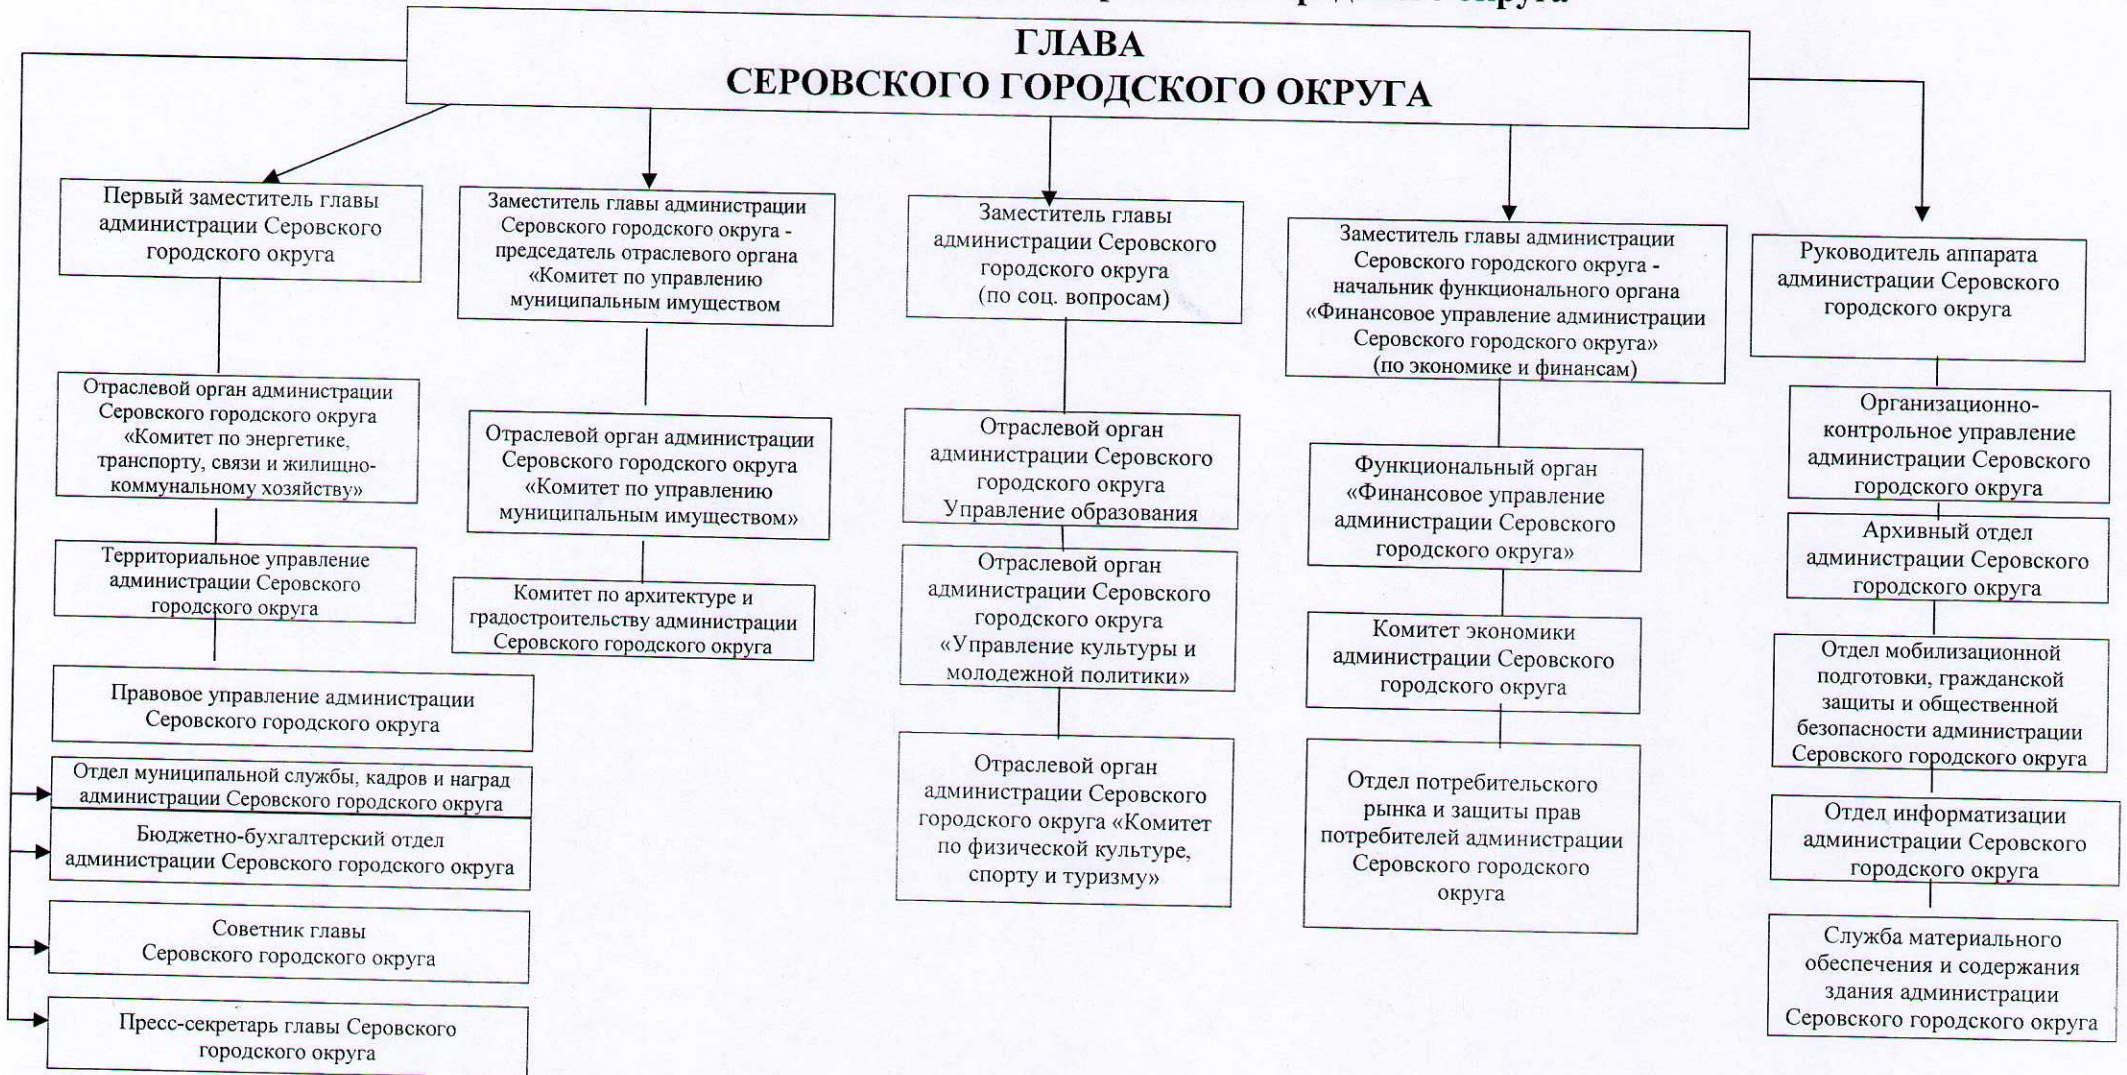 городского округа
ГЛАВА
СЕРОВСКОГО ГОРОДСКОГО ОКРУГА
Первый заместитель главы
администрации Серовского
городского округа
Отраслевой орган администрации
Серовского городского округа
«Комитет по энергетике,
транспорту, связи и жилищно-
коммунальному хозяйству»
Территориальное управление
администрации Серовского
городского округа
Правовое управление администрации
Серовского городского округа
Отдел муниципальной службы, кадров и наград
администрации Серовского городского округа
Бюджетно-бухгалтерский отдел
администрации Серовского городского округа
Советник главы
Серовского городского округа
Пресс-секретарь главы Серовского
городского округа
Заместитель главы администрации
Серовского городского округа -
председатель отраслевого органа
«Комитет по управлению
муниципальным имуществом
Отраслевой орган администрации
Серовского городского округа
«Комитет по управлению
муниципальным имуществом»
Комитет по архитектуре и
градостроительству администрации
Серовского городского округа
Заместитель главы
администрации Серовского
городского округа
(по соц. вопросам)
Отраслевой орган
администрации Серовского
городского округа
Управление образования
Отраслевой орган
администрации Серовского
городского округа
«Управление культуры и
молодежной политики»
Отраслевой орган
администрации Серовского
городского округа «Комитет
по физической культуре,
спорту и туризму»
Заместитель главы администрации
Серовского городского округа -
начальник функционального органа
«Финансовое управление администрации
Серовского городского округа»
(по экономике и финансам)
Функциональный орган
«Финансовое управление
администрации Серовского
городского округа»
Комитет экономики
администрации Серовского
городского округа
Отдел потребительского
рынка и защиты прав
потребителей администрации
Серовского городского
округа
Руководитель аппарата
администрации Серовского
городского округа
Организационно-
контрольное управление
администрации Серовского
городского округа
Архивный отдел
администрации Серовского
городского округа
Отдел мобилизационной
подготовки, гражданской
защиты и общественной
безопасности администрации
Серовского городского округа
Отдел информатизации
администрации Серовского
городского округа
Служба материального
обеспечения и содержания
здания администрации
Серовского городского округа